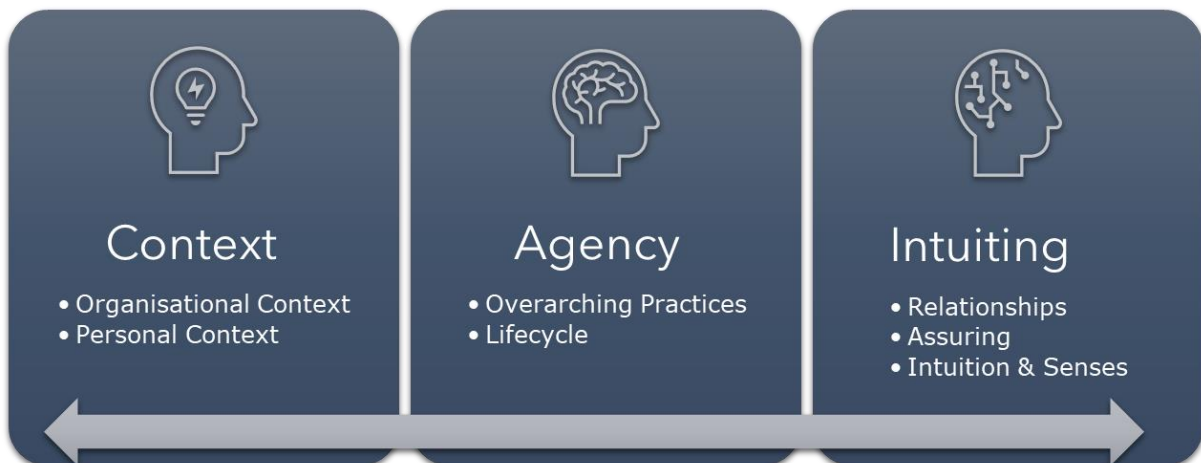 Context
• Organisational Context
• Personal Context
Agency
• Overarching Practices
• Lifecycle
Intuiting
• Relationships
• Assuring
• Intuition & Senses